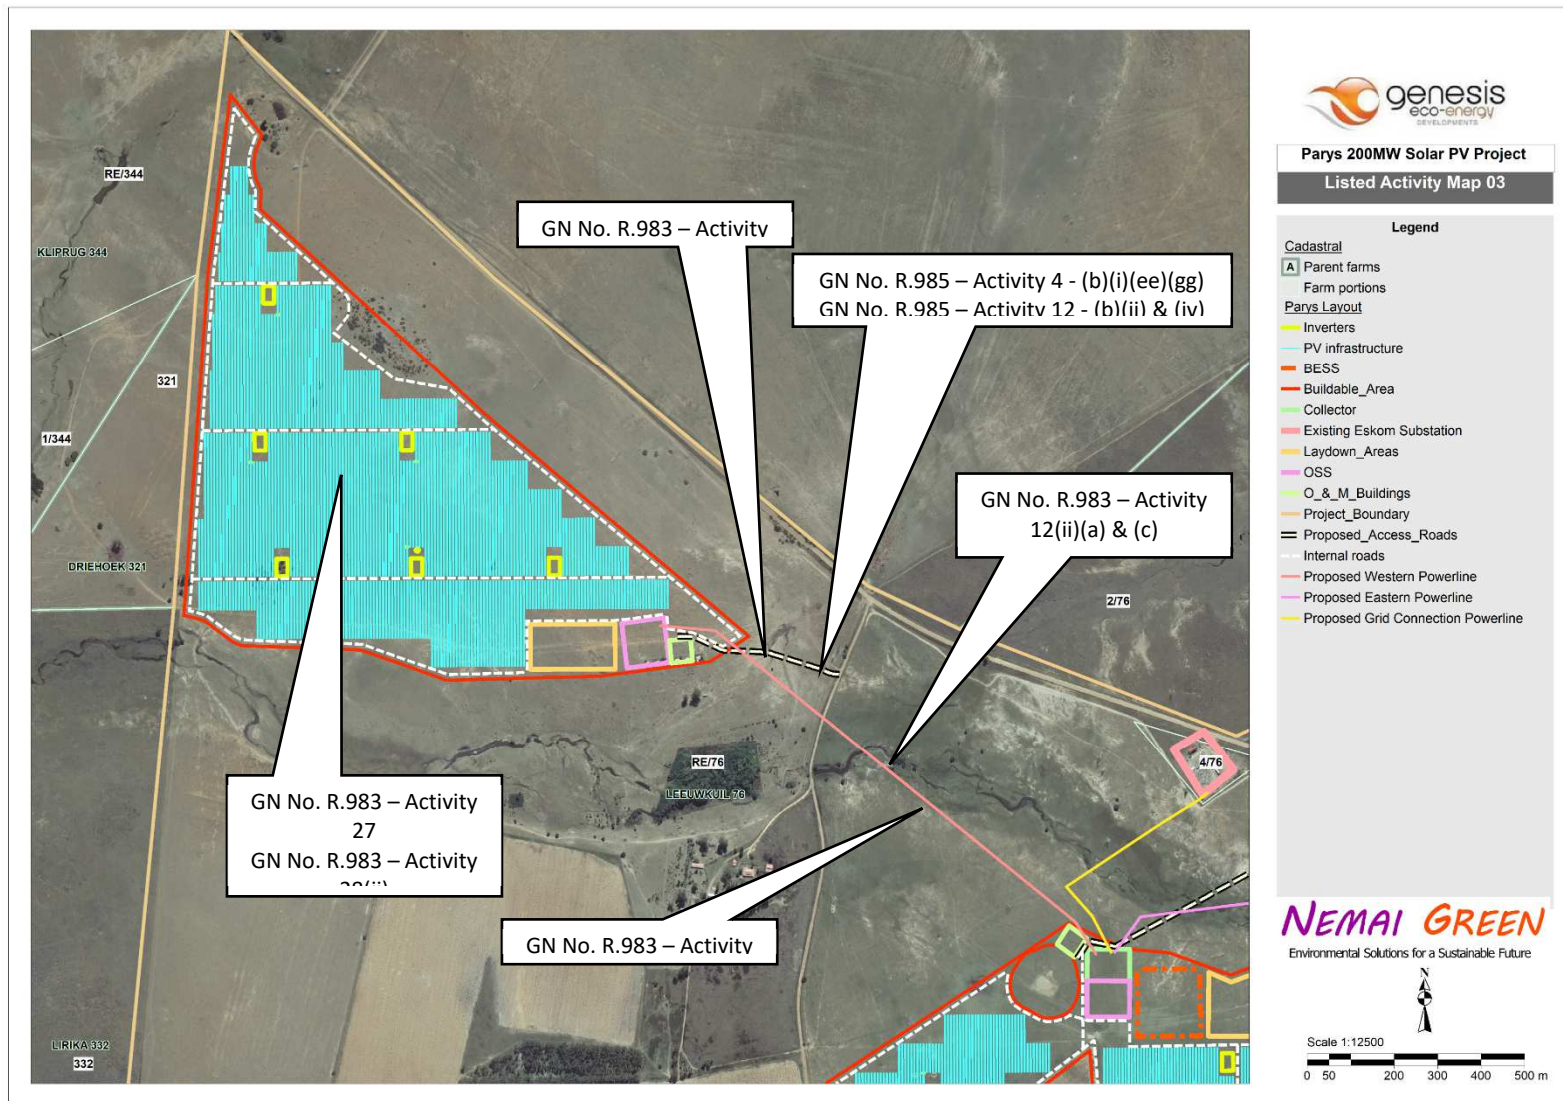 genesis
eco-energy
DEVELOPMENTS
Parys 200MW Solar PV Project
Listed Activity Map 03
Legend
Cadastral
A Parent farms
Farm portions
Parys Layout
Inverters
PV infrastructure
BESS
Buildable_Area
Collector
Existing Eskom Substation
Laydown_Areas
OSS
O_&_M_Buildings
Project_Boundary
Proposed_Access_Roads
Internal roads
Proposed Western Powerline
Proposed Eastern Powerline
Proposed Grid Connection Powerline
NEMAI GREEN
Environmental Solutions for a Sustainable Future
N
Scale 1:12500
0 50 200 300 400 500 m
RE/344
KLIPRUG 344
321
1/344
DRIEHOEK 321
GN No. R.983 – Activity
GN No. R.985 – Activity 4 - (b)(i)(ee)(gg)
GN No. R.985 – Activity 12 - (b)(ii) & (iv)
GN No. R.983 – Activity
12(ii)(a) & (c)
2/76
4/76
RE/76
LEEUWKUIL 76
GN No. R.983 – Activity
27
GN No. R.983 – Activity
28(ii)
GN No. R.983 – Activity
LIRIKA 332
332